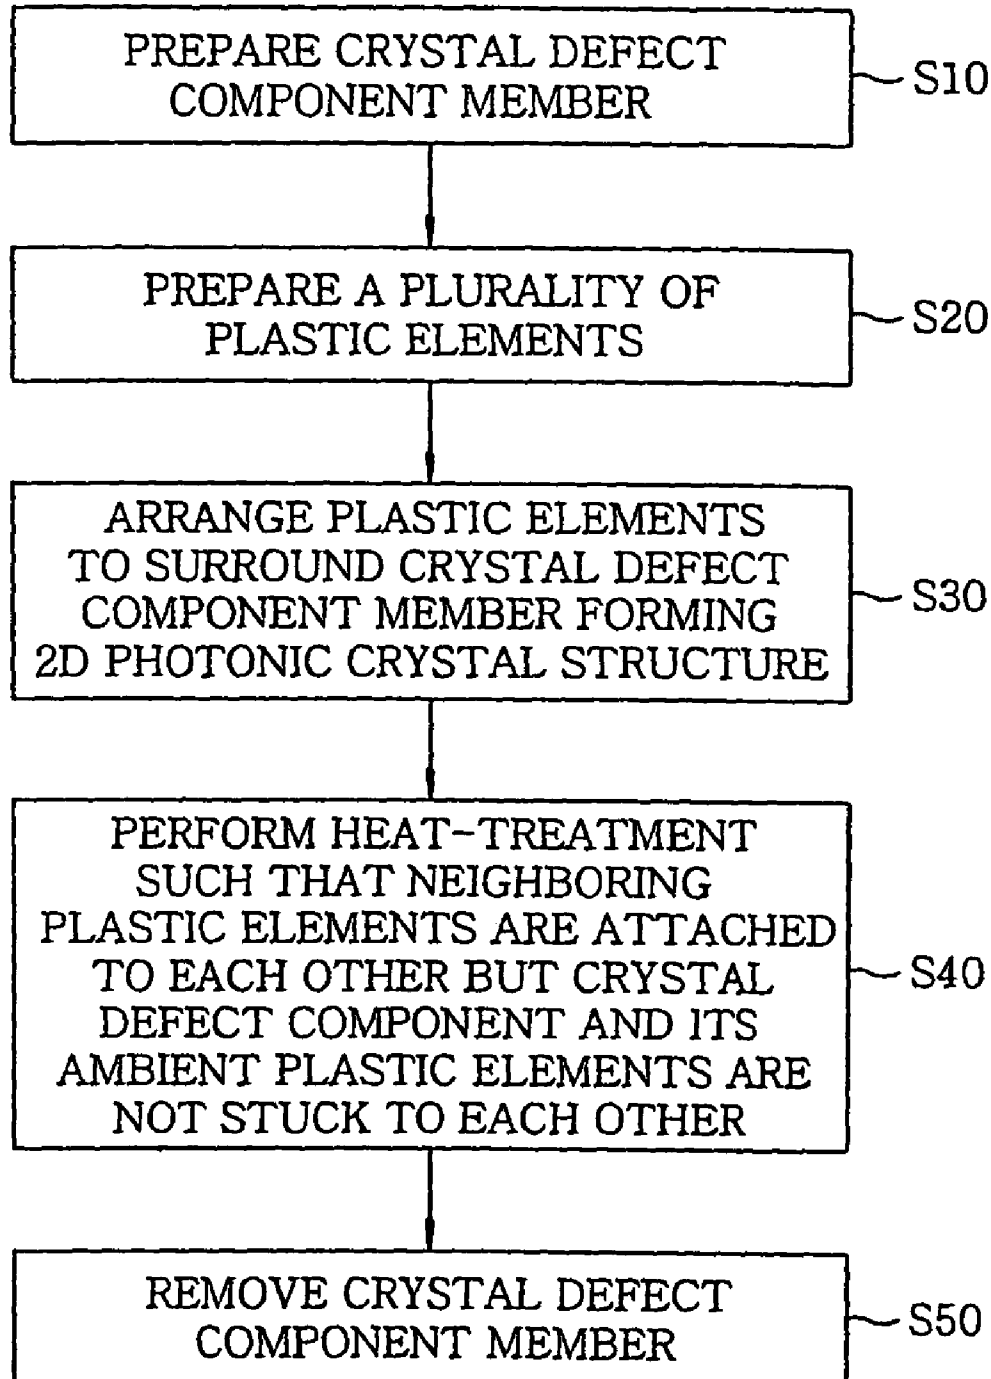 PREPARE CRYSTAL DEFECT
COMPONENT MEMBER
S10
PREPARE A PLURALITY OF
PLASTIC ELEMENTS
S20
ARRANGE PLASTIC ELEMENTS
TO SURROUND CRYSTAL DEFECT
COMPONENT MEMBER FORMING
2D PHOTONIC CRYSTAL STRUCTURE
S30
PERFORM HEAT-TREATMENT
SUCH THAT NEIGHBORING
PLASTIC ELEMENTS ARE ATTACHED
TO EACH OTHER BUT CRYSTAL
DEFECT COMPONENT AND ITS
AMBIENT PLASTIC ELEMENTS ARE
NOT STUCK TO EACH OTHER
S40
REMOVE CRYSTAL DEFECT
COMPONENT MEMBER
S50